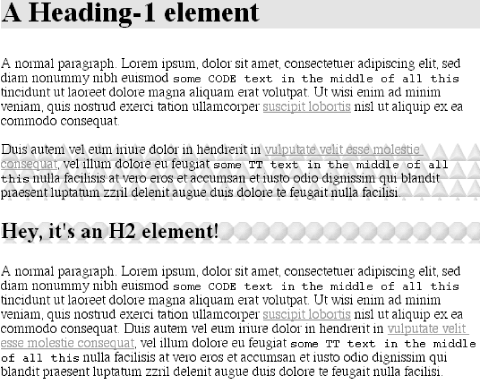 A Heading-1 element
A normal paragraph. Lorem ipsum, dolor sit amet, consectetuer adipiscing elit, sed
diam nonummy nibh euismod some CODE text in the middle of all this
tincidunt ut laoreet dolore magna aliquam erat volutpat. Ut wisi enim ad minim
veniam, quis nostrud exerci tation ullamcorper suscipit lobortis nisl ut aliquip ex ea
commodo consequat.
Duis autem vel eum iriure dolor in hendrerit in vulputate velit esse molestie
consequat, vel illum dolore eu feugiat some TT text in the middle of all
this nulla facilisis at vero eros et accumsan et iusto odio dignissim qui blandit
praesent luptatum zzril delenit augue duis dolore te feugait nulla facilisi.
Hey, it's an H2 element!
A normal paragraph. Lorem ipsum, dolor sit amet, consectetuer adipiscing elit, sed
diam nonummy nibh euismod some CODE text in the middle of all this
tincidunt ut laoreet dolore magna aliquam erat volutpat. Ut wisi enim ad minim
veniam, quis nostrud exerci tation ullamcorper suscipit lobortis nisl ut aliquip ex ea
commodo consequat. Duis autem vel eum iriure dolor in hendrerit in vulputate velit
esse molestie consequat, vel illum dolore eu feugiat some TT text in the middle
of all this nulla facilisis at vero eros et accumsan et iusto odio dignissim qui
blandit praesent luptatum zzril delenit augue duis dolore te feugait nulla facilisi.